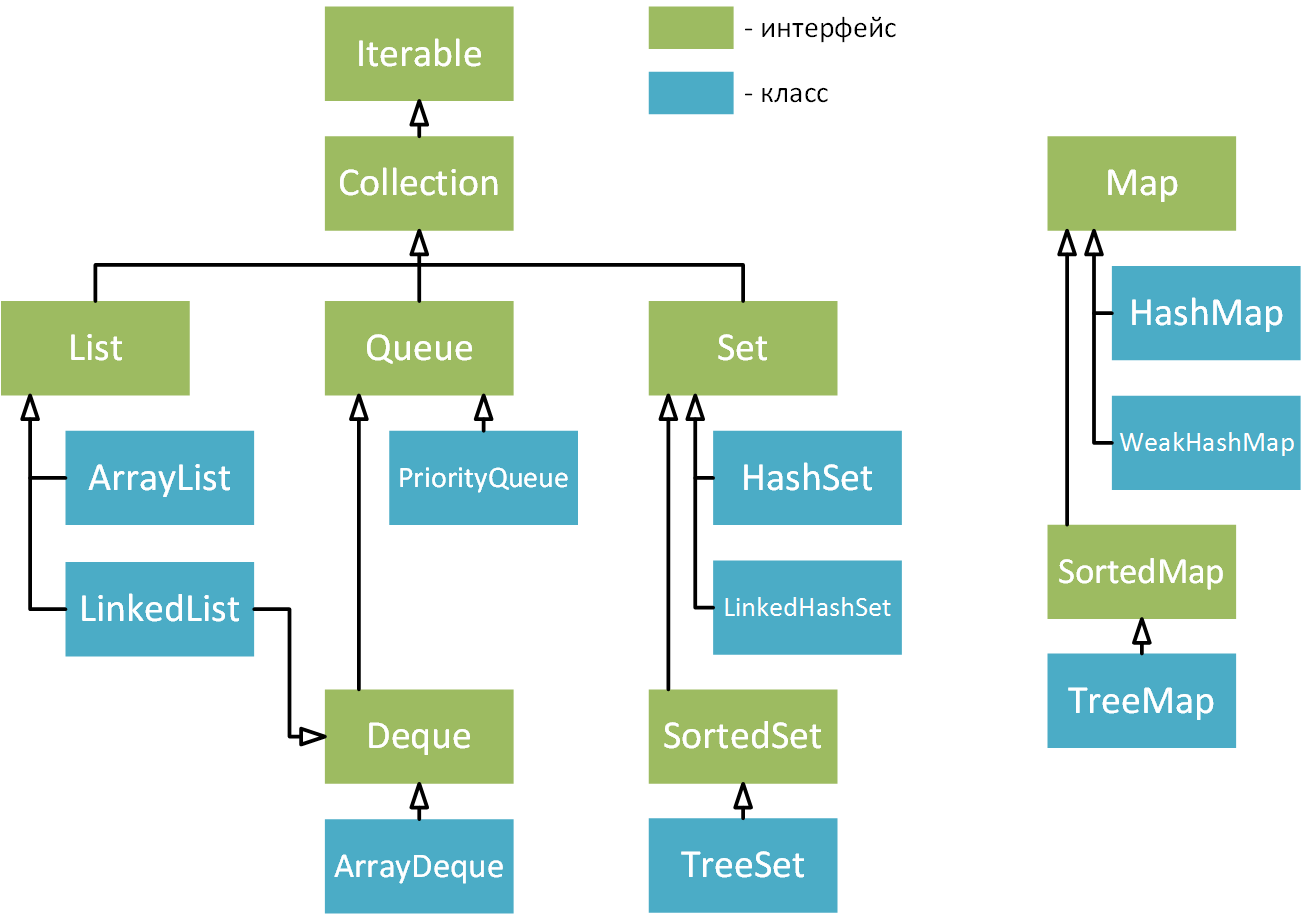 Iterable
- интерфейс
- класс
Collection
Map
List
Queue
Set
HashMap
WeakHashMap
ArrayList
PriorityQueue
HashSet
LinkedList
LinkedHashSet
SortedMap
TreeMap
Deque
SortedSet
ArrayDeque
TreeSet